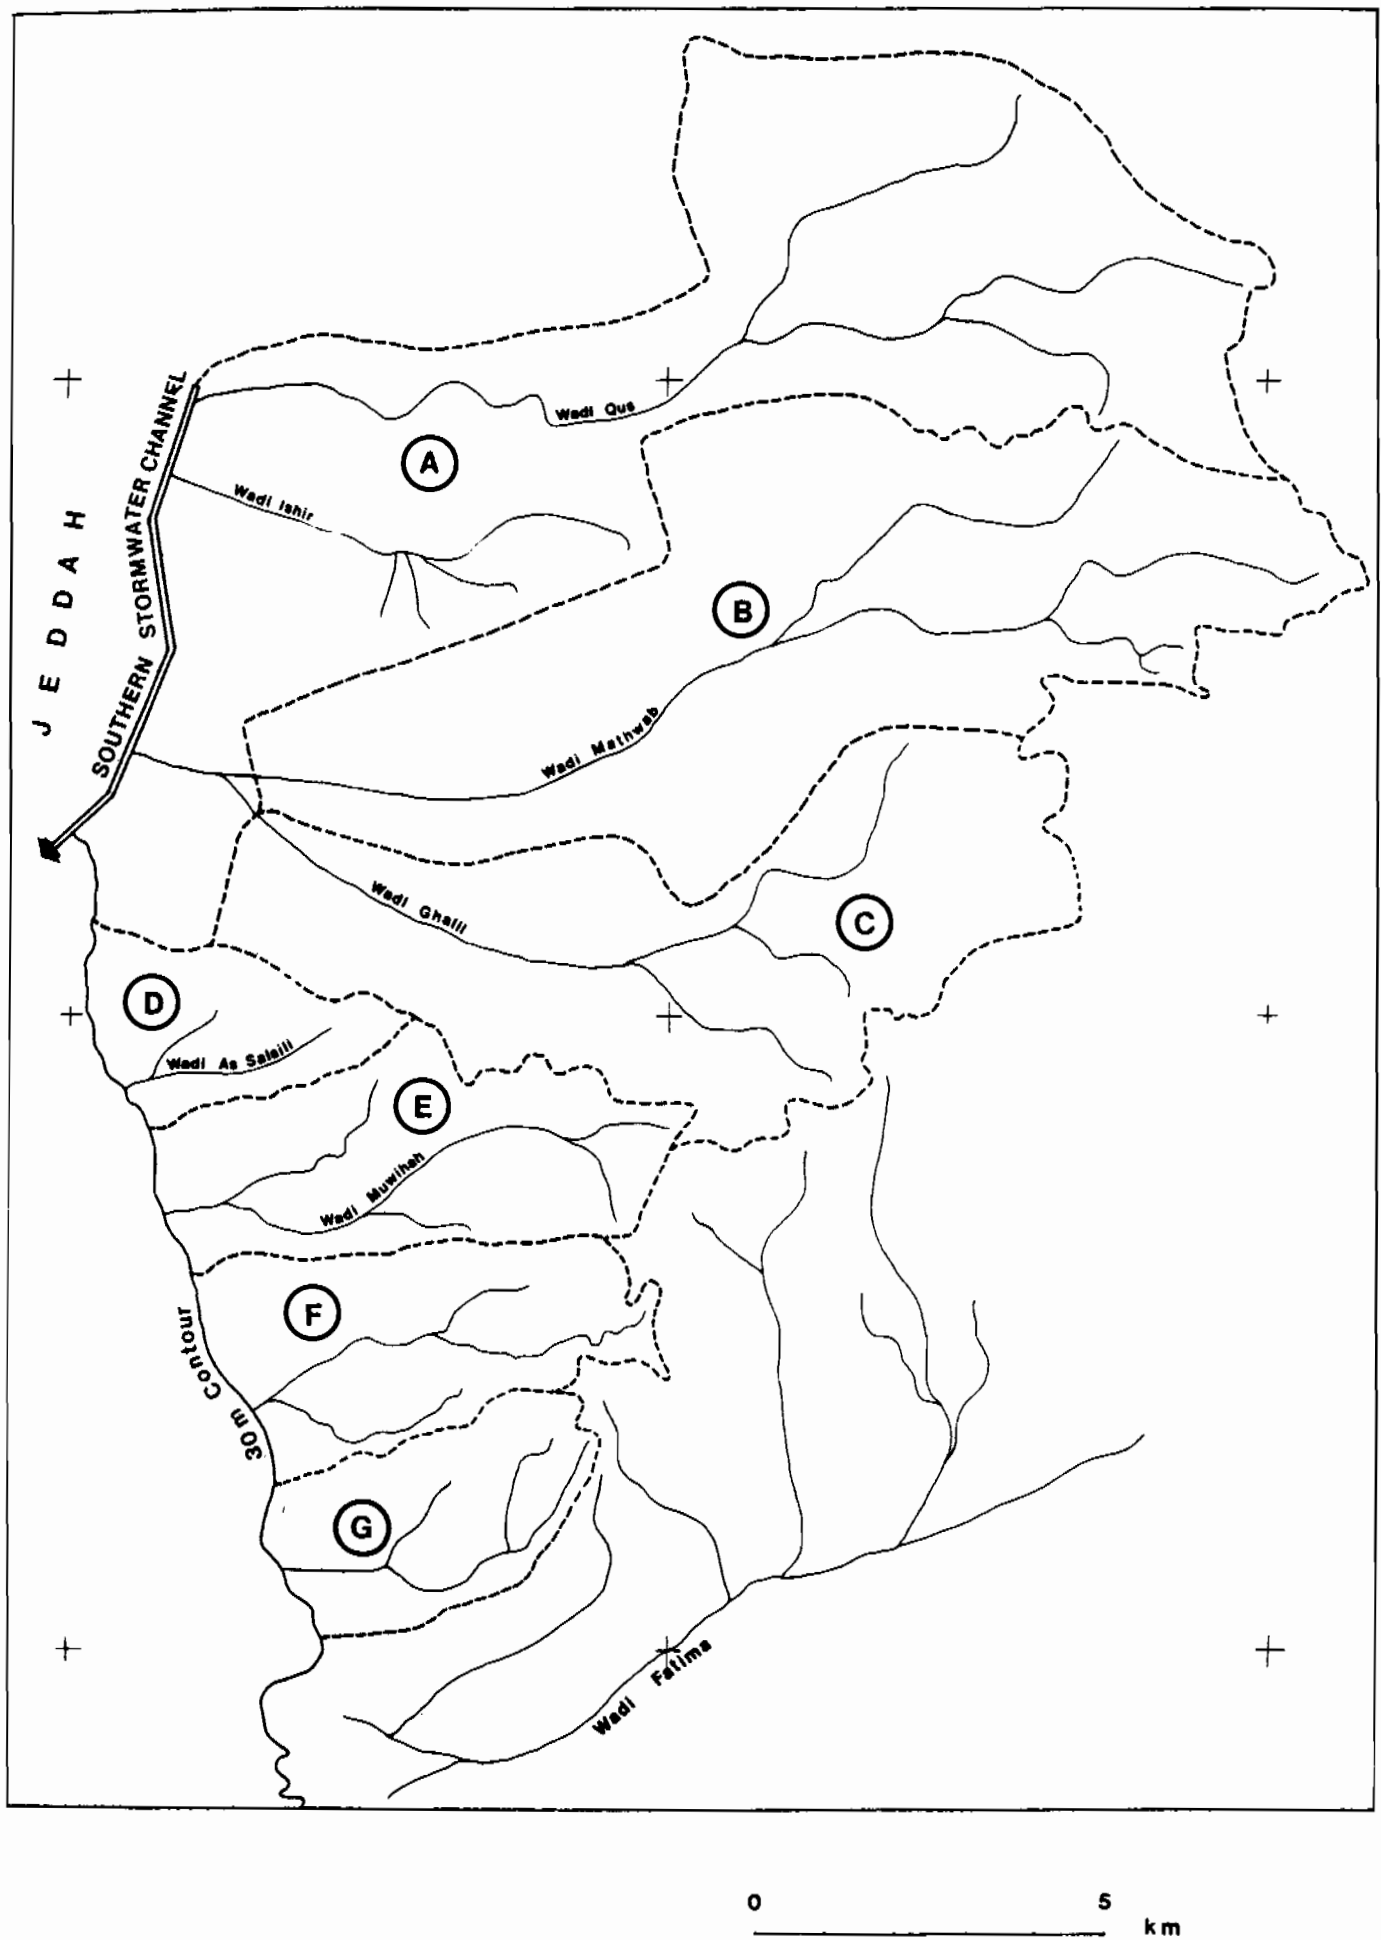 Wadi Qus
A
SOUTHERN STORMWATER CHANNEL
Wadi Ishir
JEDDAH
B
Wadi Mathwab
Wadi Ghalil
C
D
Wadi As Salaili
E
Wadi Muwihah
F
30m Contour
G
Wadi Fatima
0 5
km